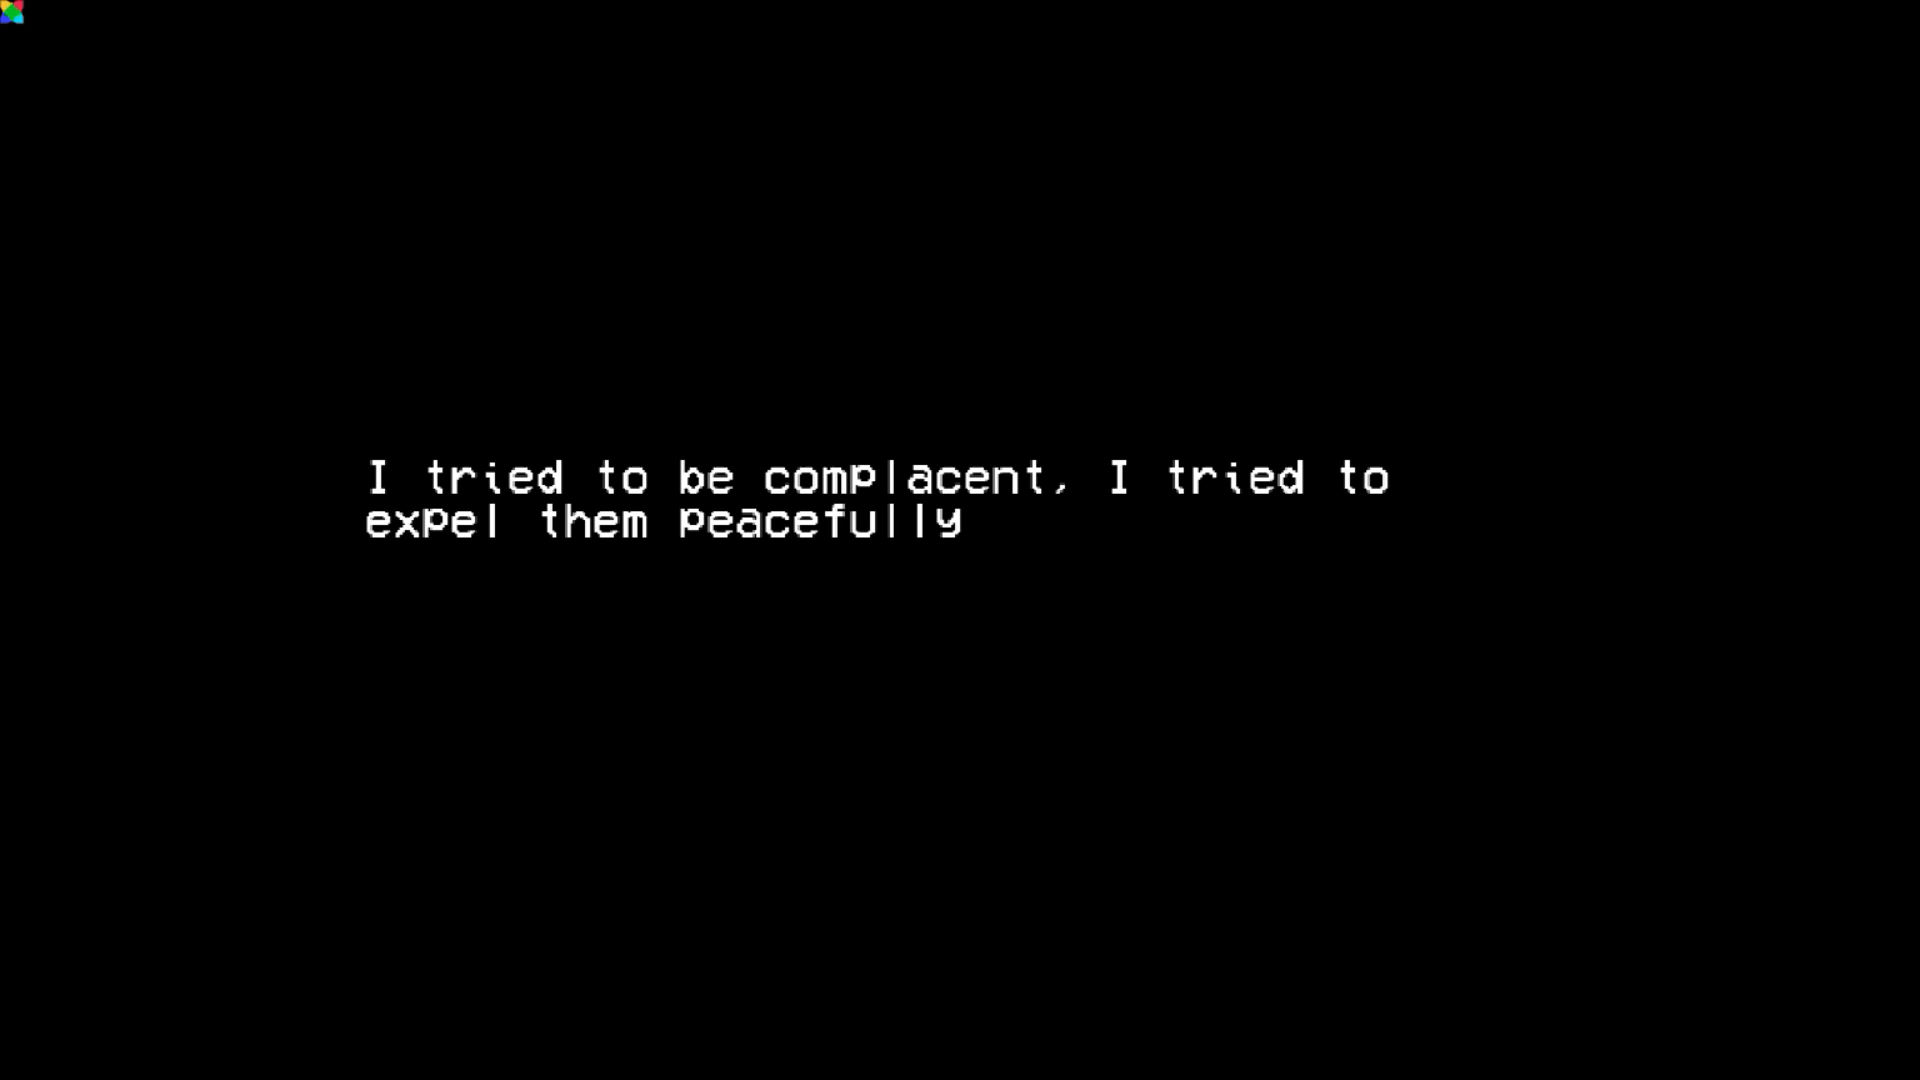 I tried to be complacent, I tried to
expel them peacefully